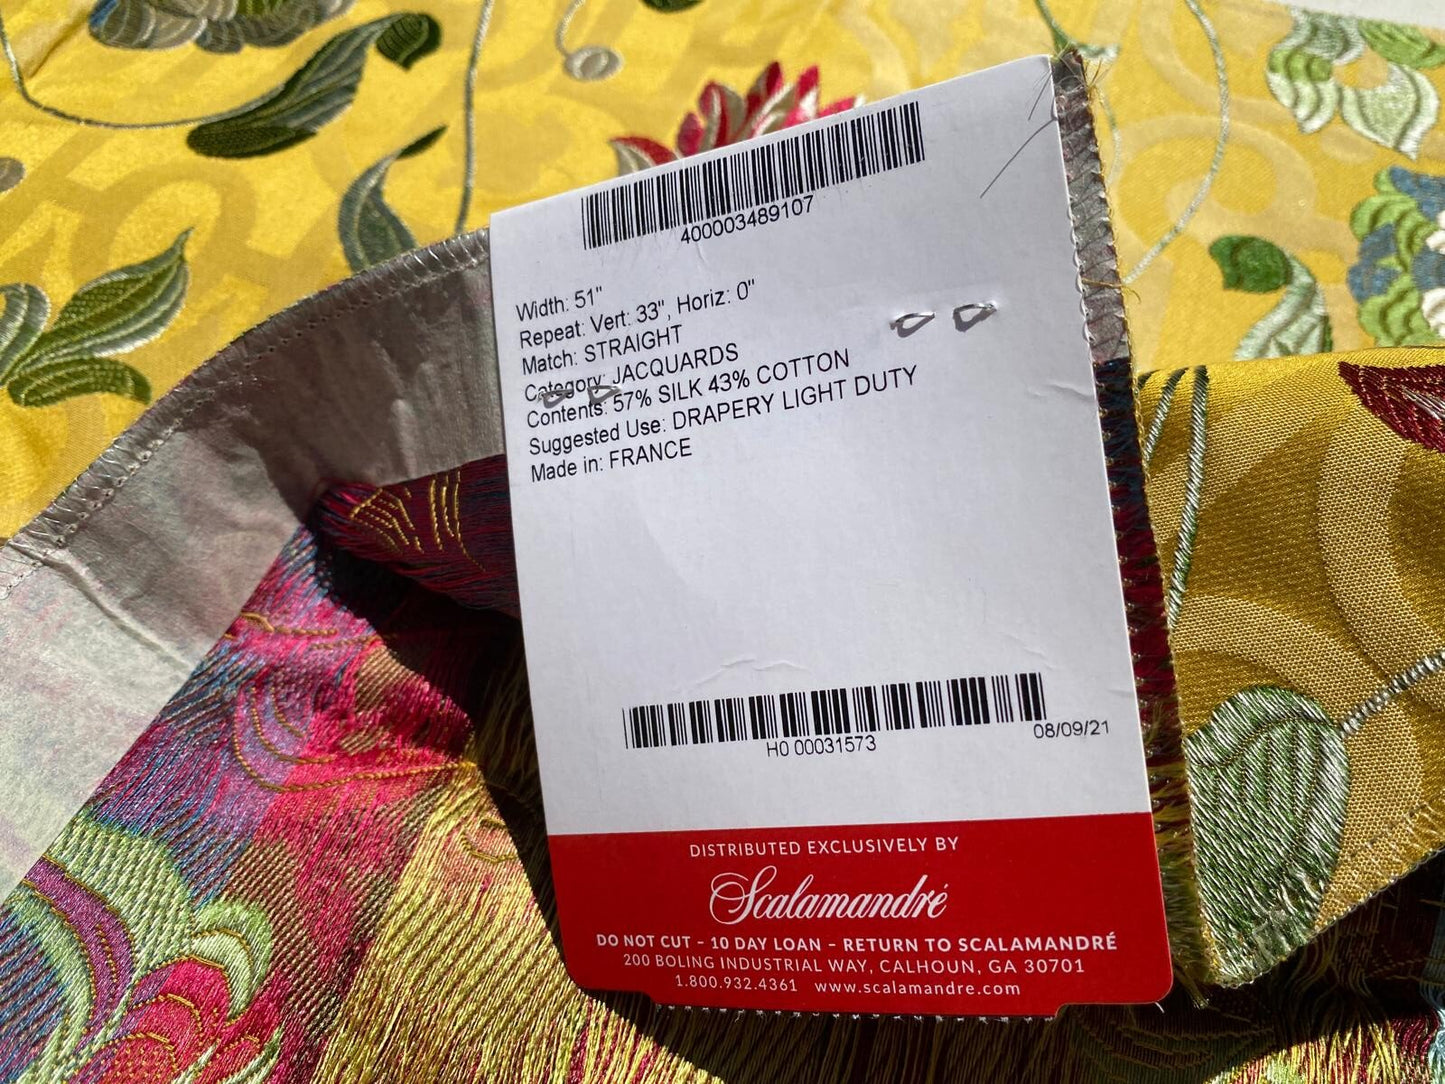 400003489107
Width: 51"
Repeat: Vert: 33", Horiz: 0"
Match: STRAIGHT
Category: JACQUARDS
Contents: 57% SILK 43% COTTON
Suggested Use: DRAPERY LIGHT DUTY
Made in: FRANCE
H0 00031573
08/09/21
DISTRIBUTED EXCLUSIVELY BY
Scalamandré
DO NOT CUT - 10 DAY LOAN - RETURN TO SCALAMANDRÉ
200 BOLING INDUSTRIAL WAY, CALHOUN, GA 30701
1.800.932.4361 www.scalamandre.com